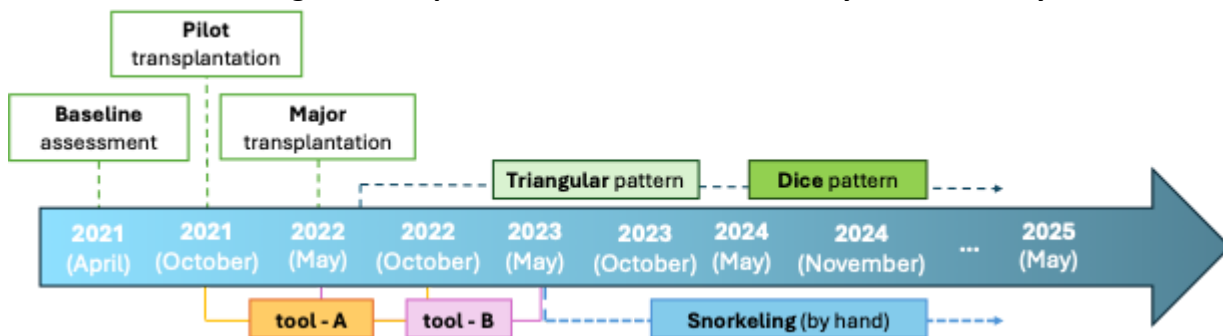 Pilot
transplantation
Baseline
assessment
Major
transplantation
Triangular pattern
Dice pattern
2021
(April)
2021
(October)
2022
(May)
2022
(October)
2023
(May)
2023
(October)
2024
(May)
2024
(November)
...
2025
(May)
tool - A
tool - B
Snorkeling (by hand)